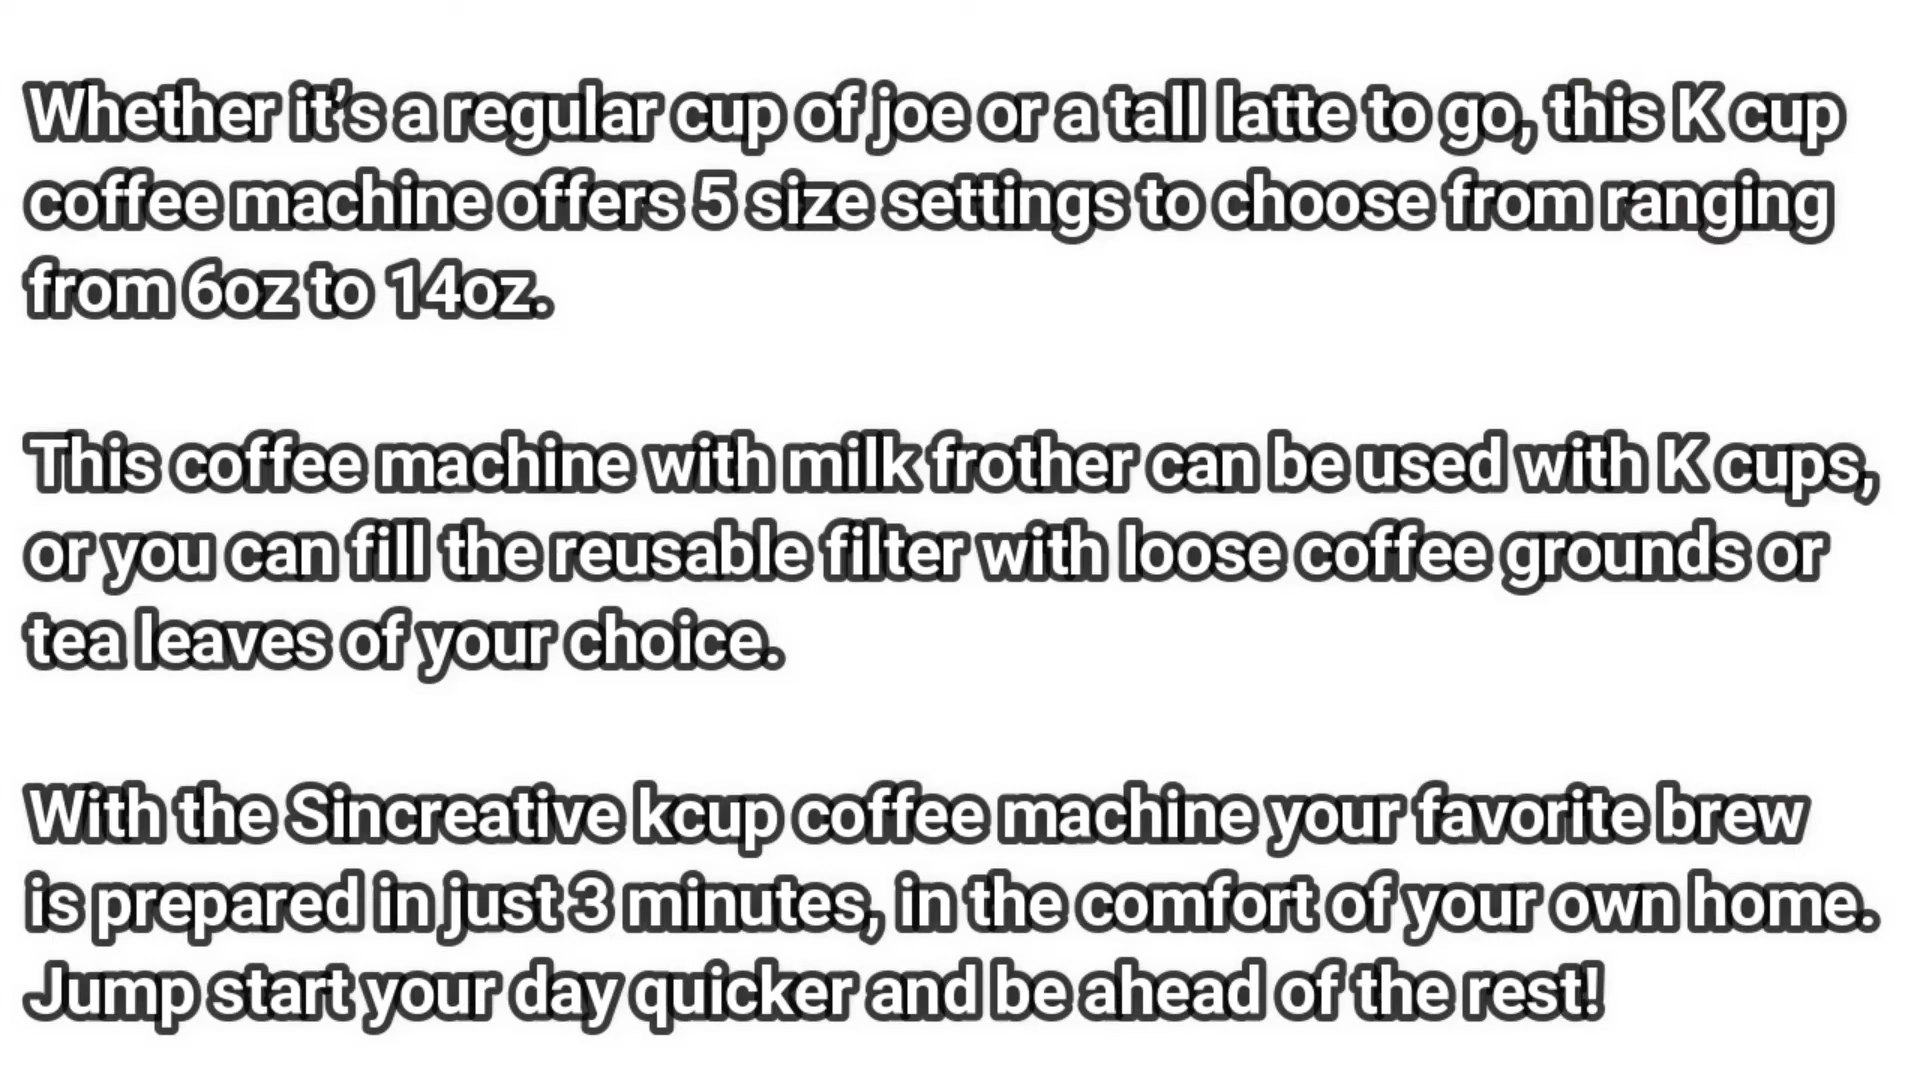 Whether it’s a regular cup of joe or a tall latte to go, this K cup
coffee machine offers 5 size settings to choose from ranging
from 6oz to 14oz.
This coffee machine with milk frother can be used with K cups,
or you can fill the reusable filter with loose coffee grounds or
tea leaves of your choice.
With the Sincreative kcup coffee machine your favorite brew
is prepared in just 3 minutes, in the comfort of your own home.
Jump start your day quicker and be ahead of the rest!